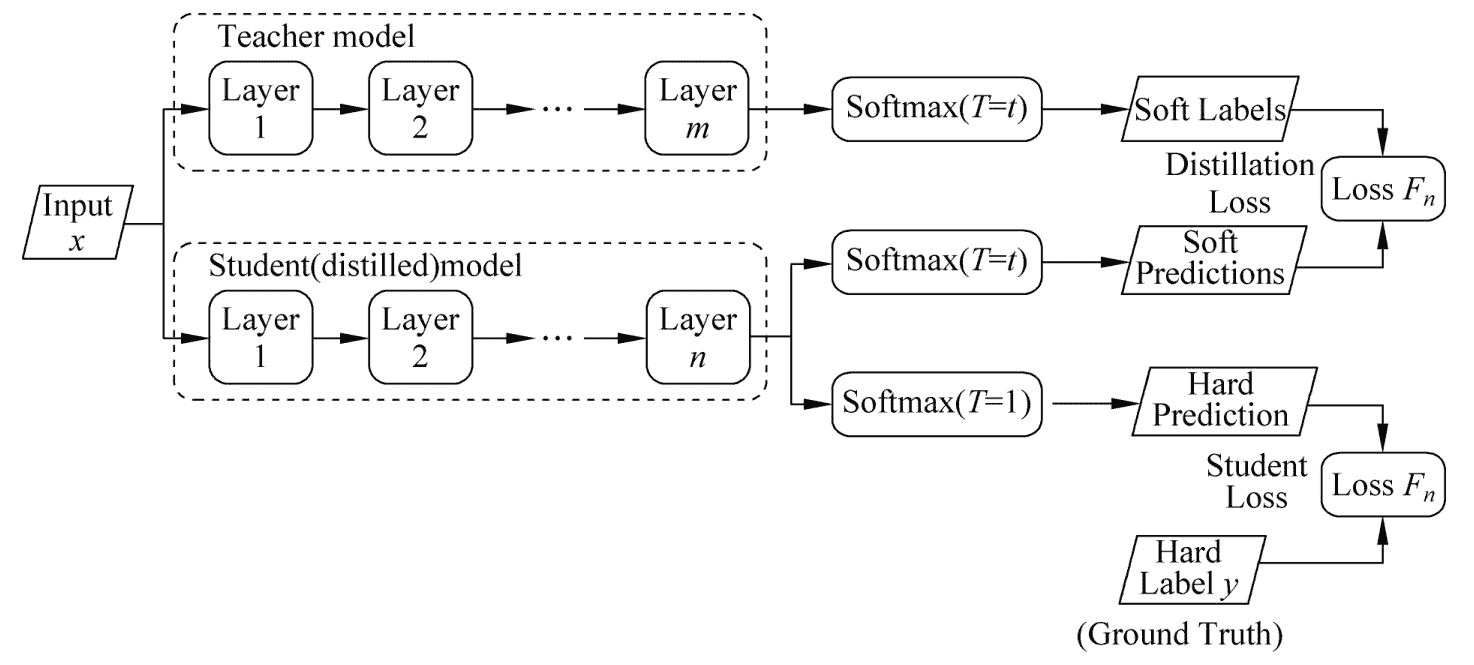 Teacher model
Layer
1
Layer
2
···
Layer
m
Softmax(T=t)
Soft Labels
Distillation
Loss
Loss Fn
Input
x
Student(distilled)model
Layer
1
Layer
2
···
Layer
n
Softmax(T=t)
Soft
Predictions
Softmax(T=1)
Hard
Prediction
Student
Loss
Loss Fn
Hard
Label y
(Ground Truth)